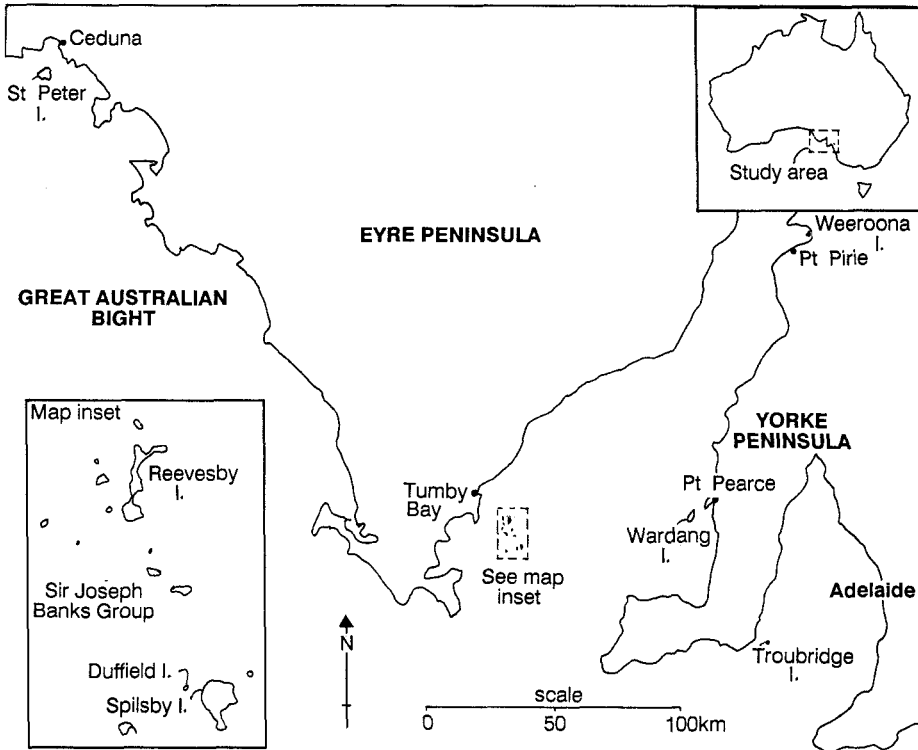 Ceduna
St Peter
I.
Study area
Weeroona
I.
Pt Pirie
EYRE PENINSULA
GREAT AUSTRALIAN
BIGHT
Map inset
Reevesby
I.
YORKE
PENINSULA
Tumby
Bay
Pt Pearce
Wardang
I.
See map
inset
Sir Joseph
Banks Group
Adelaide
N
Troubridge
I.
Duffield I.
Spilsby I.
scale
0 50 100km